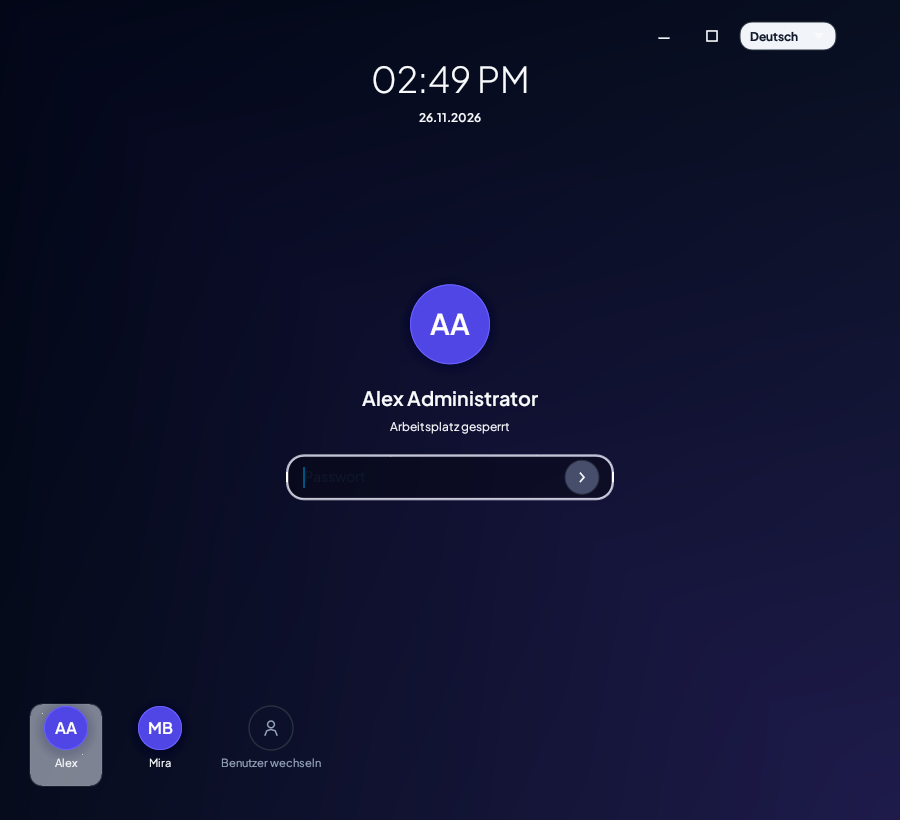 Deutsch
02:49 PM
26.11.2026
AA
Alex Administrator
Arbeitsplatz gesperrt
Passwort
AA
MB
Alex
Mira
Benutzer wechseln